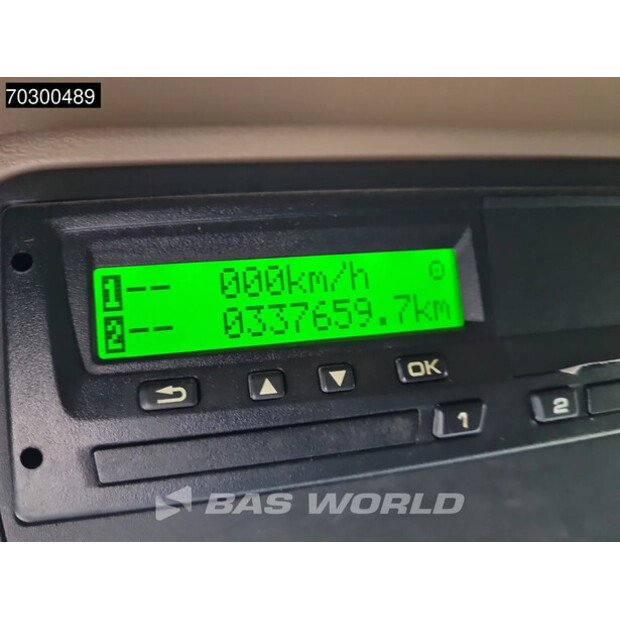 70300489
1 -- 000km/h
2 -- 0337659.7km
OK
1
2
BAS WORLD